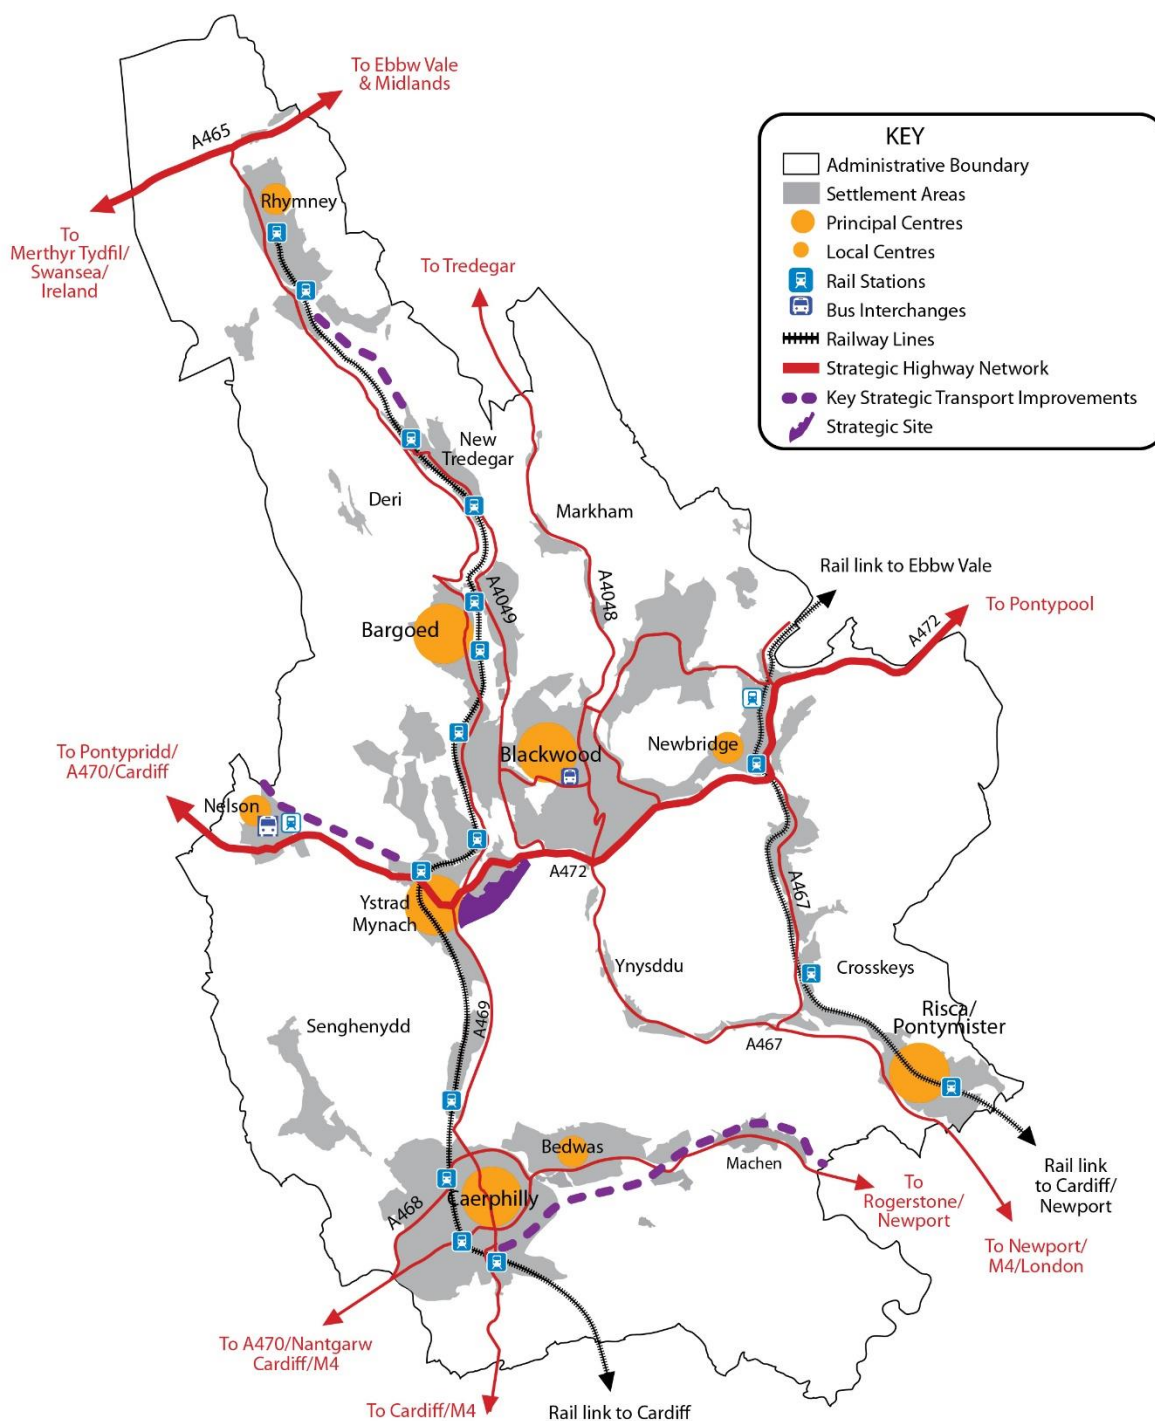 To Ebbw Vale
& Midlands
A465
KEY
Administrative Boundary
Settlement Areas
Principal Centres
Local Centres
Rail Stations
Bus Interchanges
Railway Lines
Strategic Highway Network
Key Strategic Transport Improvements
Strategic Site
Rhymney
To
Merthyr Tydfil/
Swansea/
Ireland
To Tredegar
New
Tredegar
Deri
Markham
Rail link to Ebbw Vale
To Pontypool
A472
A4049
A4048
Bargoed
To Pontypridd/
A470/Cardiff
Blackwood
Newbridge
Nelson
A472
Ystrad
Mynach
A467
Ynysddu
Crosskeys
Risca/
Pontymister
A469
Senghenydd
A467
Bedwas
Machen
Caerphilly
A468
To
Rogerstone/
Newport
Rail link
to Cardiff/
Newport
To Newport/
M4/London
To A470/Nantgarw
Cardiff/M4
To Cardiff/M4
Rail link to Cardiff